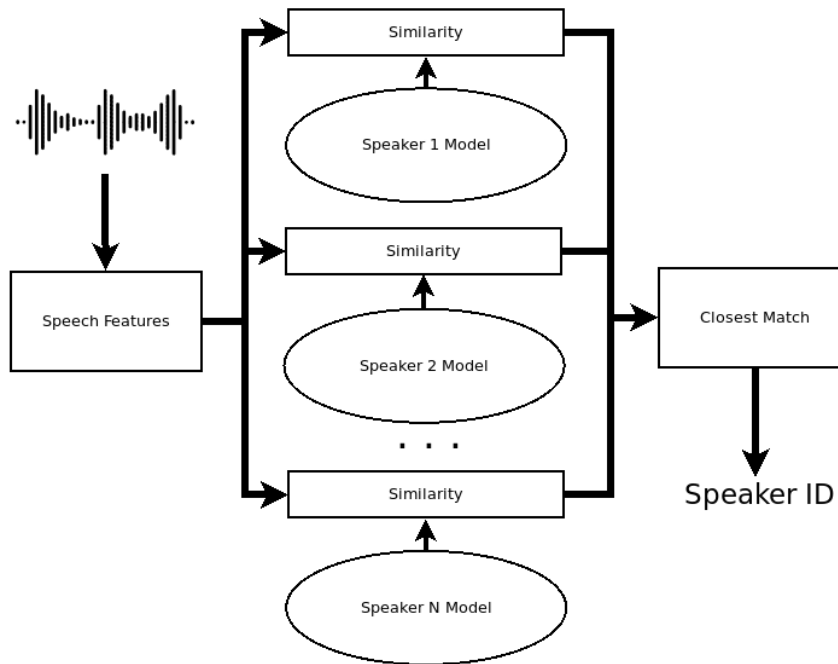 Similarity
Speaker 1 Model
Similarity
Speech Features
Closest Match
Speaker 2 Model
. . .
Similarity
Speaker ID
Speaker N Model